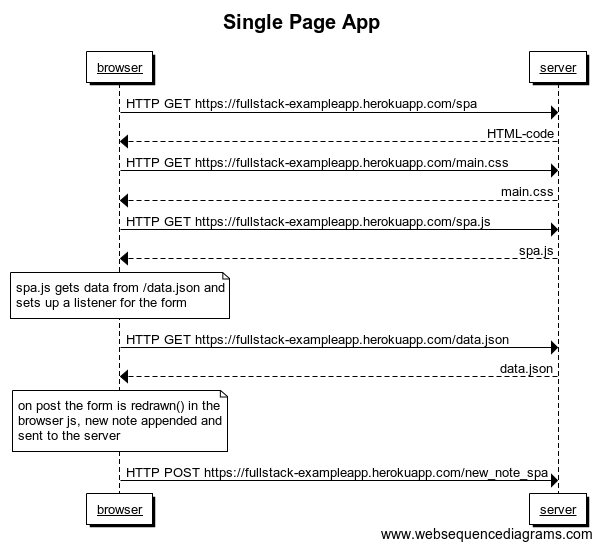 Single Page App
browser
server
HTTP GET https://fullstack-exampleapp.herokuapp.com/spa
HTML-code
HTTP GET https://fullstack-exampleapp.herokuapp.com/main.css
main.css
HTTP GET https://fullstack-exampleapp.herokuapp.com/spa.js
spa.js
spa.js gets data from /data.json and
sets up a listener for the form
HTTP GET https://fullstack-exampleapp.herokuapp.com/data.json
data.json
on post the form is redrawn() in the
browser js, new note appended and
sent to the server
HTTP POST https://fullstack-exampleapp.herokuapp.com/new_note_spa
browser
server
www.websequencediagrams.com